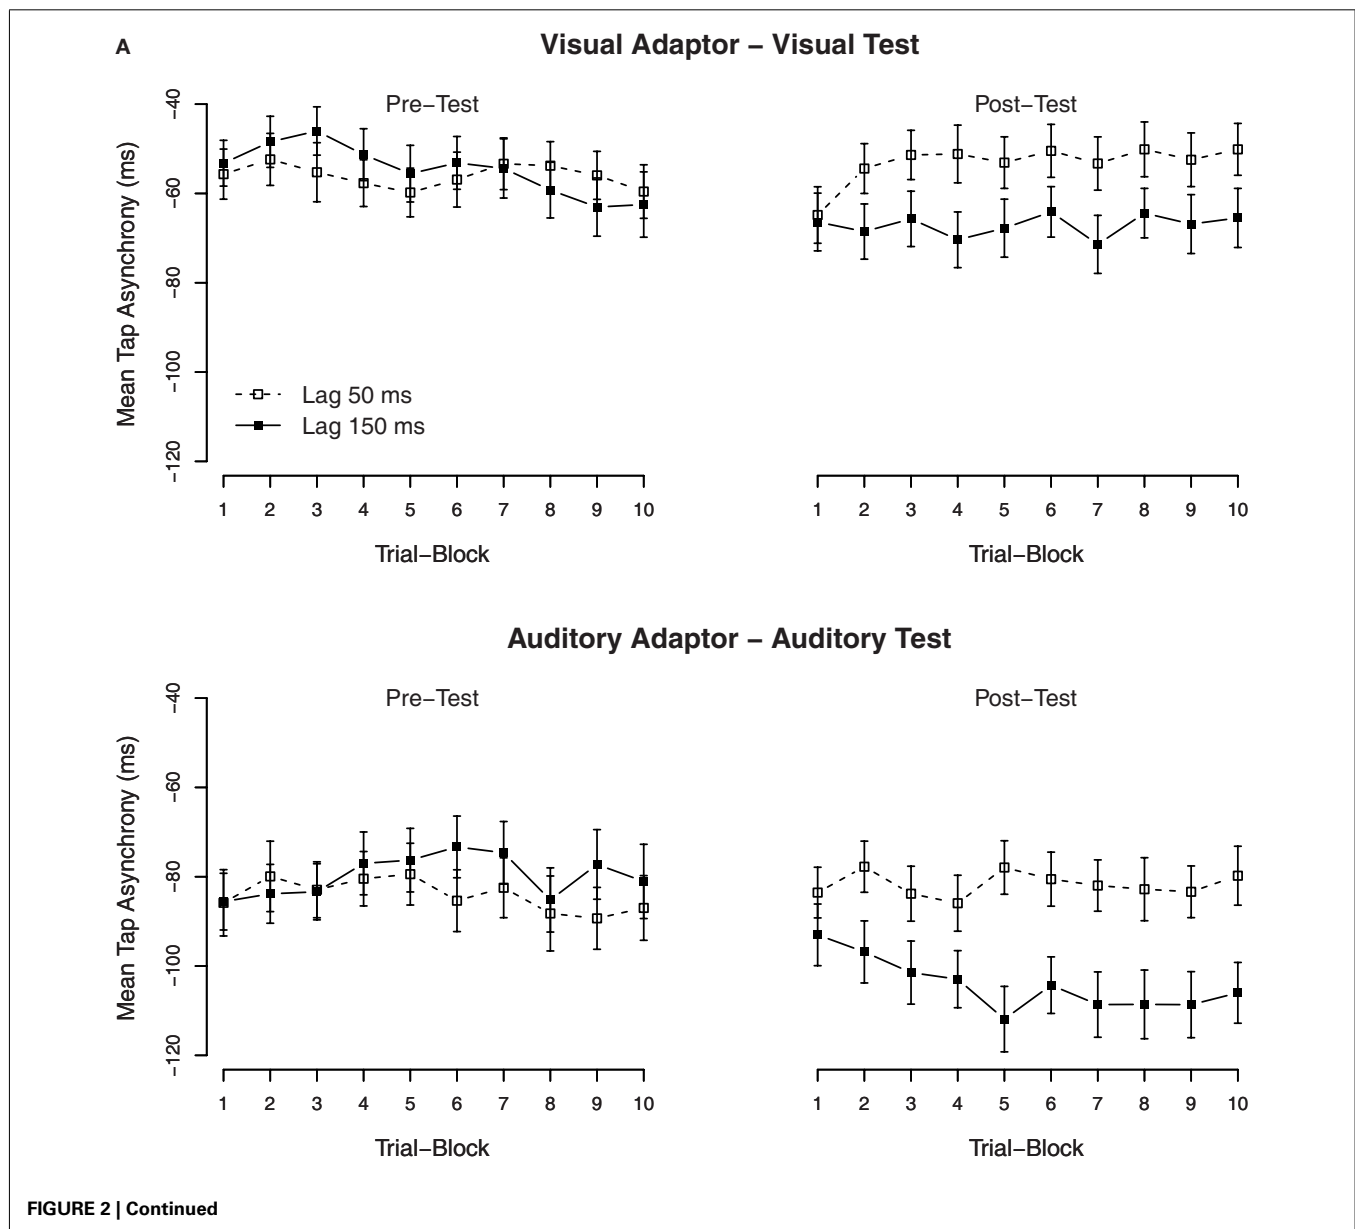 A
Visual Adaptor – Visual Test
Pre–Test
Post–Test
Mean Tap Asynchrony (ms)
−40
−60
−80
−100
−120
Lag 50 ms
Lag 150 ms
1 2 3 4 5 6 7 8 9 10
1 2 3 4 5 6 7 8 9 10
Trial–Block
Trial–Block
Auditory Adaptor – Auditory Test
Pre–Test
Post–Test
Mean Tap Asynchrony (ms)
−40
−60
−80
−100
−120
1 2 3 4 5 6 7 8 9 10
1 2 3 4 5 6 7 8 9 10
Trial–Block
Trial–Block
FIGURE 2 | Continued